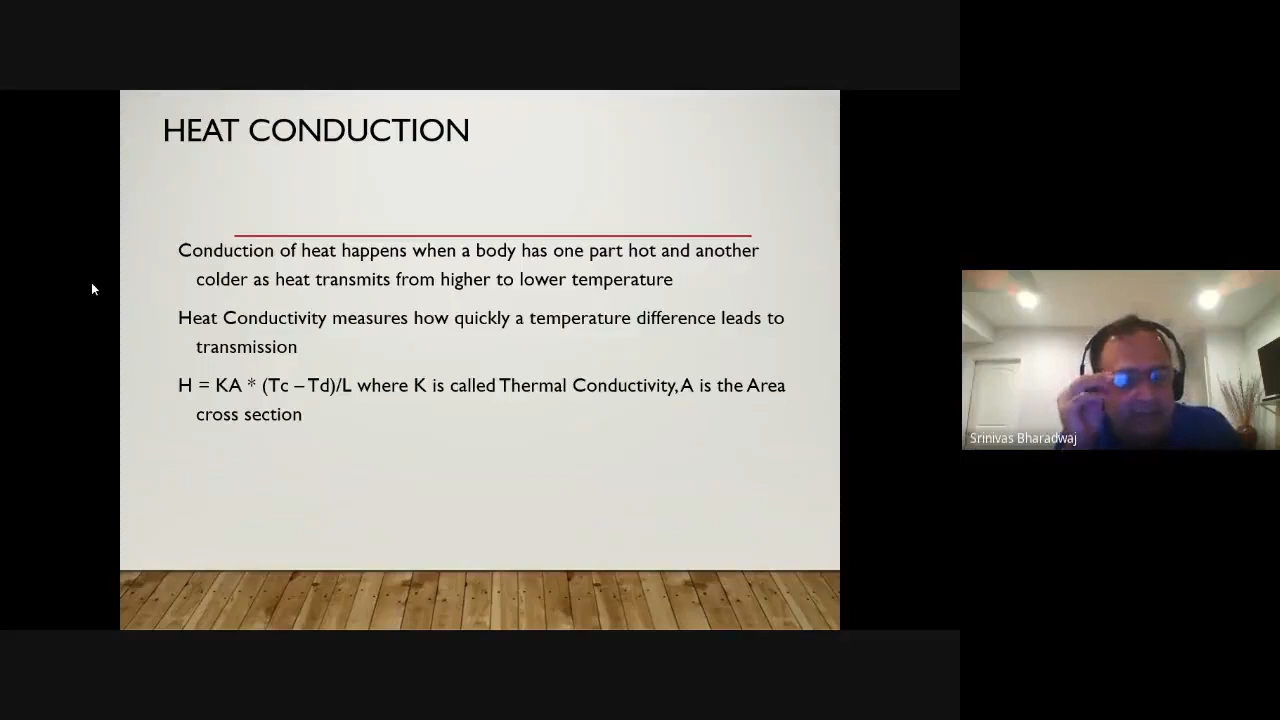 HEAT CONDUCTION
Conduction of heat happens when a body has one part hot and another
colder as heat transmits from higher to lower temperature
Heat Conductivity measures how quickly a temperature difference leads to
transmission
H = KA * (Tc – Td)/L where K is called Thermal Conductivity, A is the Area
cross section
Srinivas Bharadwaj